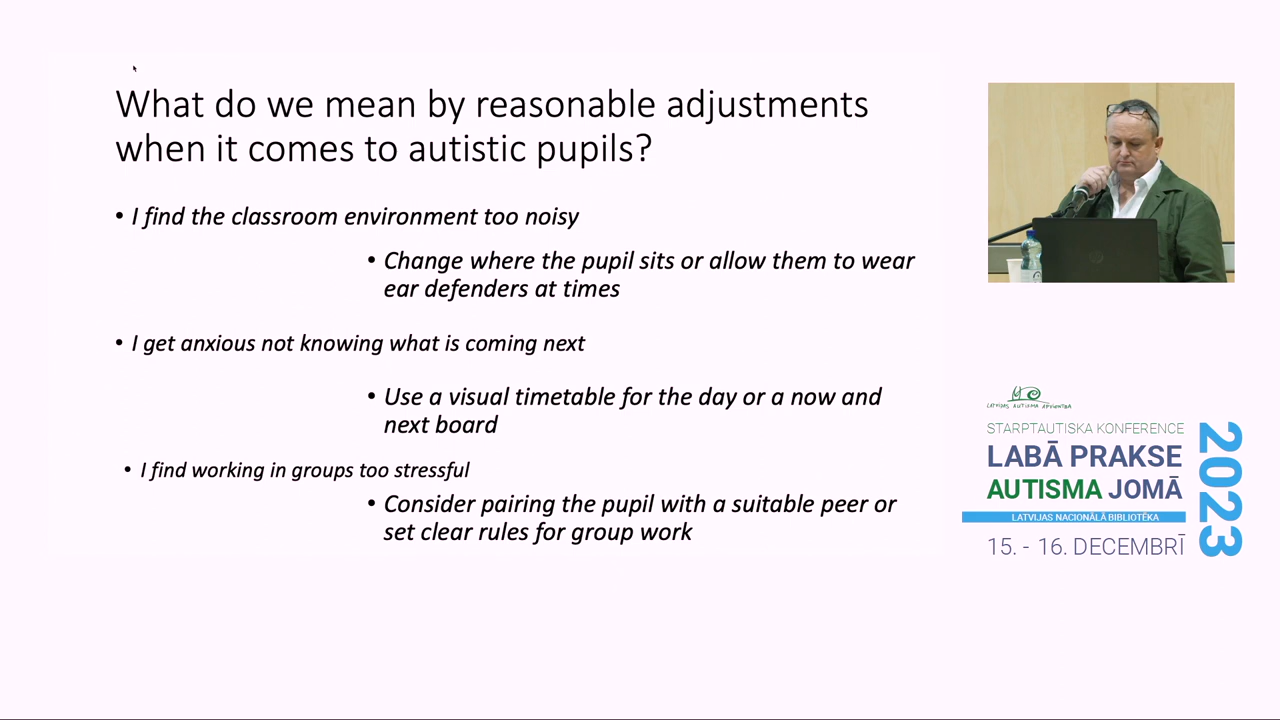 What do we mean by reasonable adjustments
when it comes to autistic pupils?
• I find the classroom environment too noisy
• Change where the pupil sits or allow them to wear
ear defenders at times
• I get anxious not knowing what is coming next
• Use a visual timetable for the day or a now and
next board
• I find working in groups too stressful
• Consider pairing the pupil with a suitable peer or
set clear rules for group work
LATVIJAS AUTISMA APVIENĪBA
STARPTAUTISKA KONFERENCE
LABĀ PRAKSE
AUTISMA JOMĀ
LATVIJAS NACIONĀLĀ BIBLIOTĒKA
15. - 16. DECEMBRĪ
2023